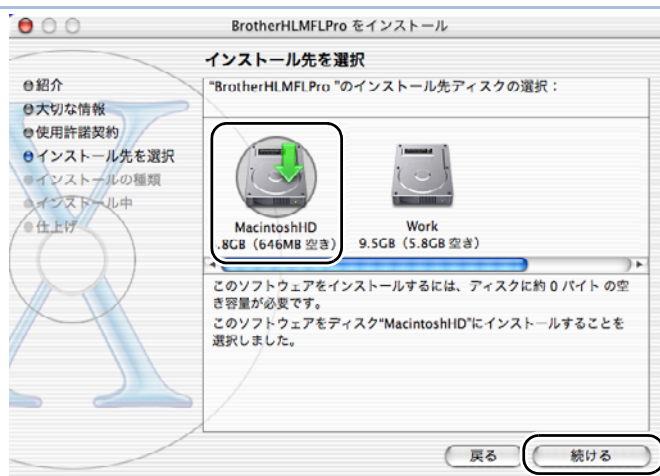 BrotherHLMFLPro をインストール
インストール先を選択
紹介
大切な情報
使用許諾契約
インストール先を選択
インストールの種類
インストール中
仕上げ
"BrotherHLMFLPro "のインストール先ディスクの選択：
MacintoshHD
.8GB（646MB 空き）
Work
9.5GB（5.8GB 空き）
このソフトウェアをインストールするには、ディスクに約 0 バイト の空
き容量が必要です。
このソフトウェアをディスク“MacintoshHD”にインストールすることを
選択しました。
戻る
続ける